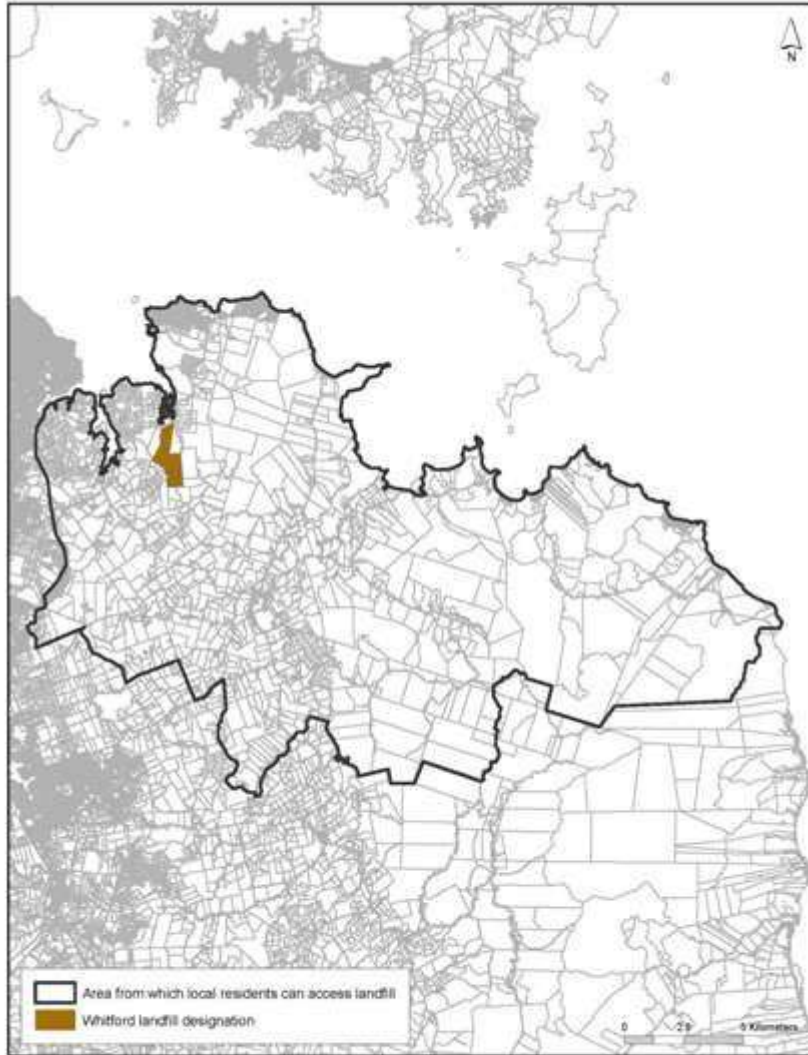 N
Area from which local residents can access landfill
Whitford landfill designation
0 Kilometers